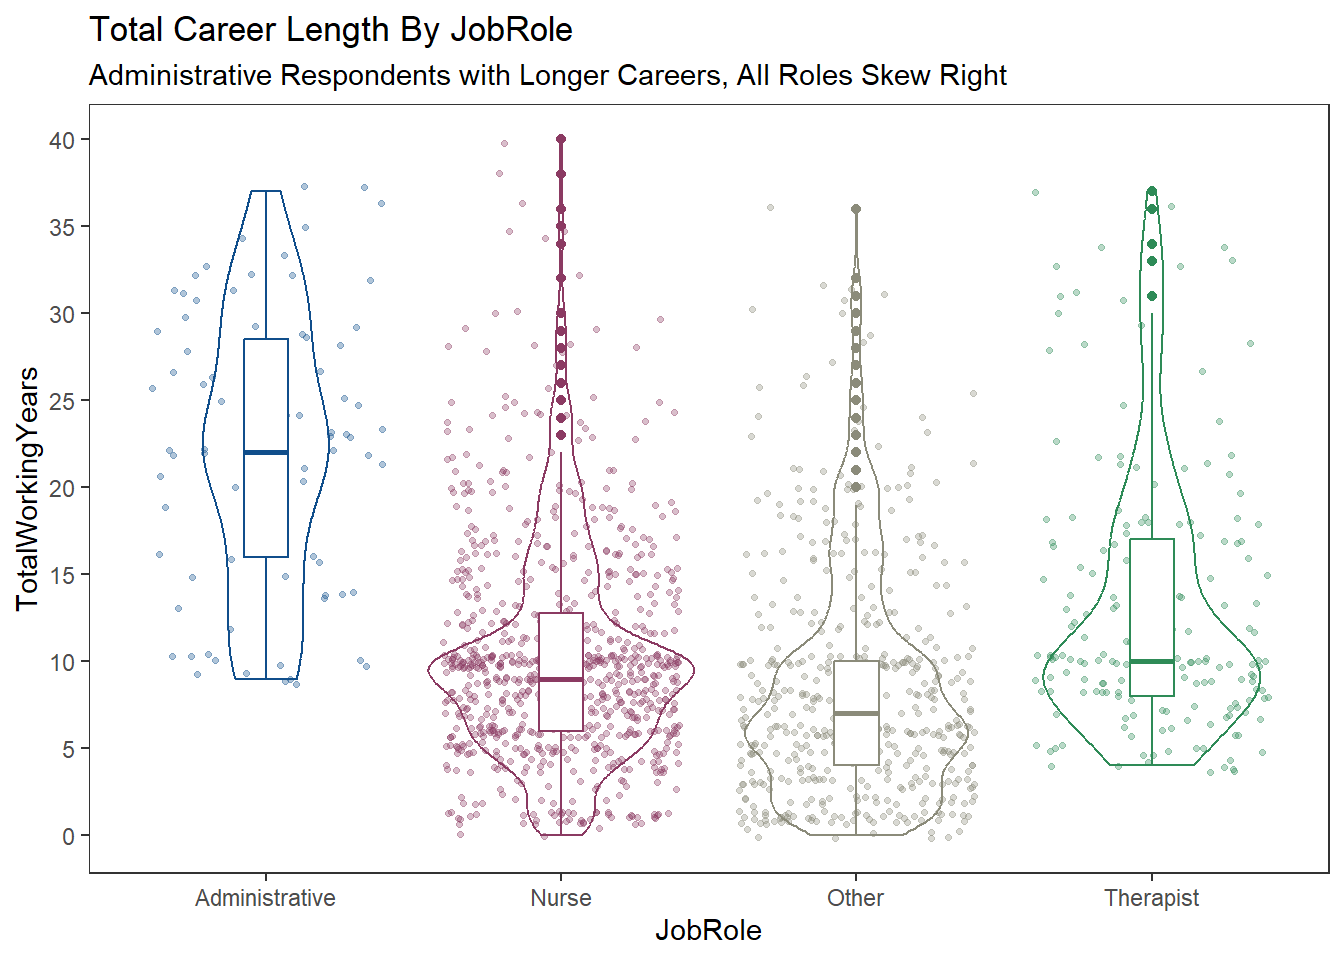 Total Career Length By JobRole
Administrative Respondents with Longer Careers, All Roles Skew Right
TotalWorkingYears
40
35
30
25
20
15
10
5
0
Administrative Nurse Other Therapist
JobRole